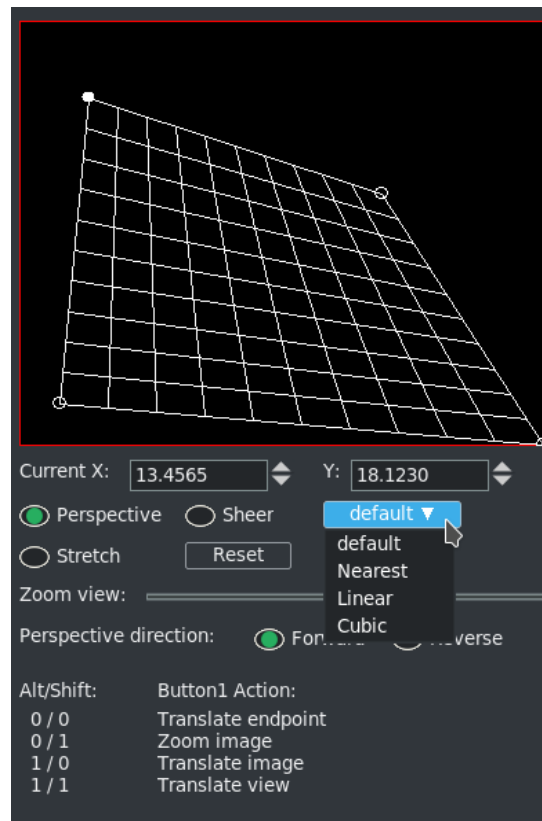 Current X: 13.4565 Y: 18.1230
Perspective Sheer default ▼
default
Stretch Reset
Nearest
Zoom view:
Linear
Cubic
Perspective direction:
Alt/Shift: Button1 Action:
0 / 0 Translate endpoint
0 / 1 Zoom image
1 / 0 Translate image
1 / 1 Translate view